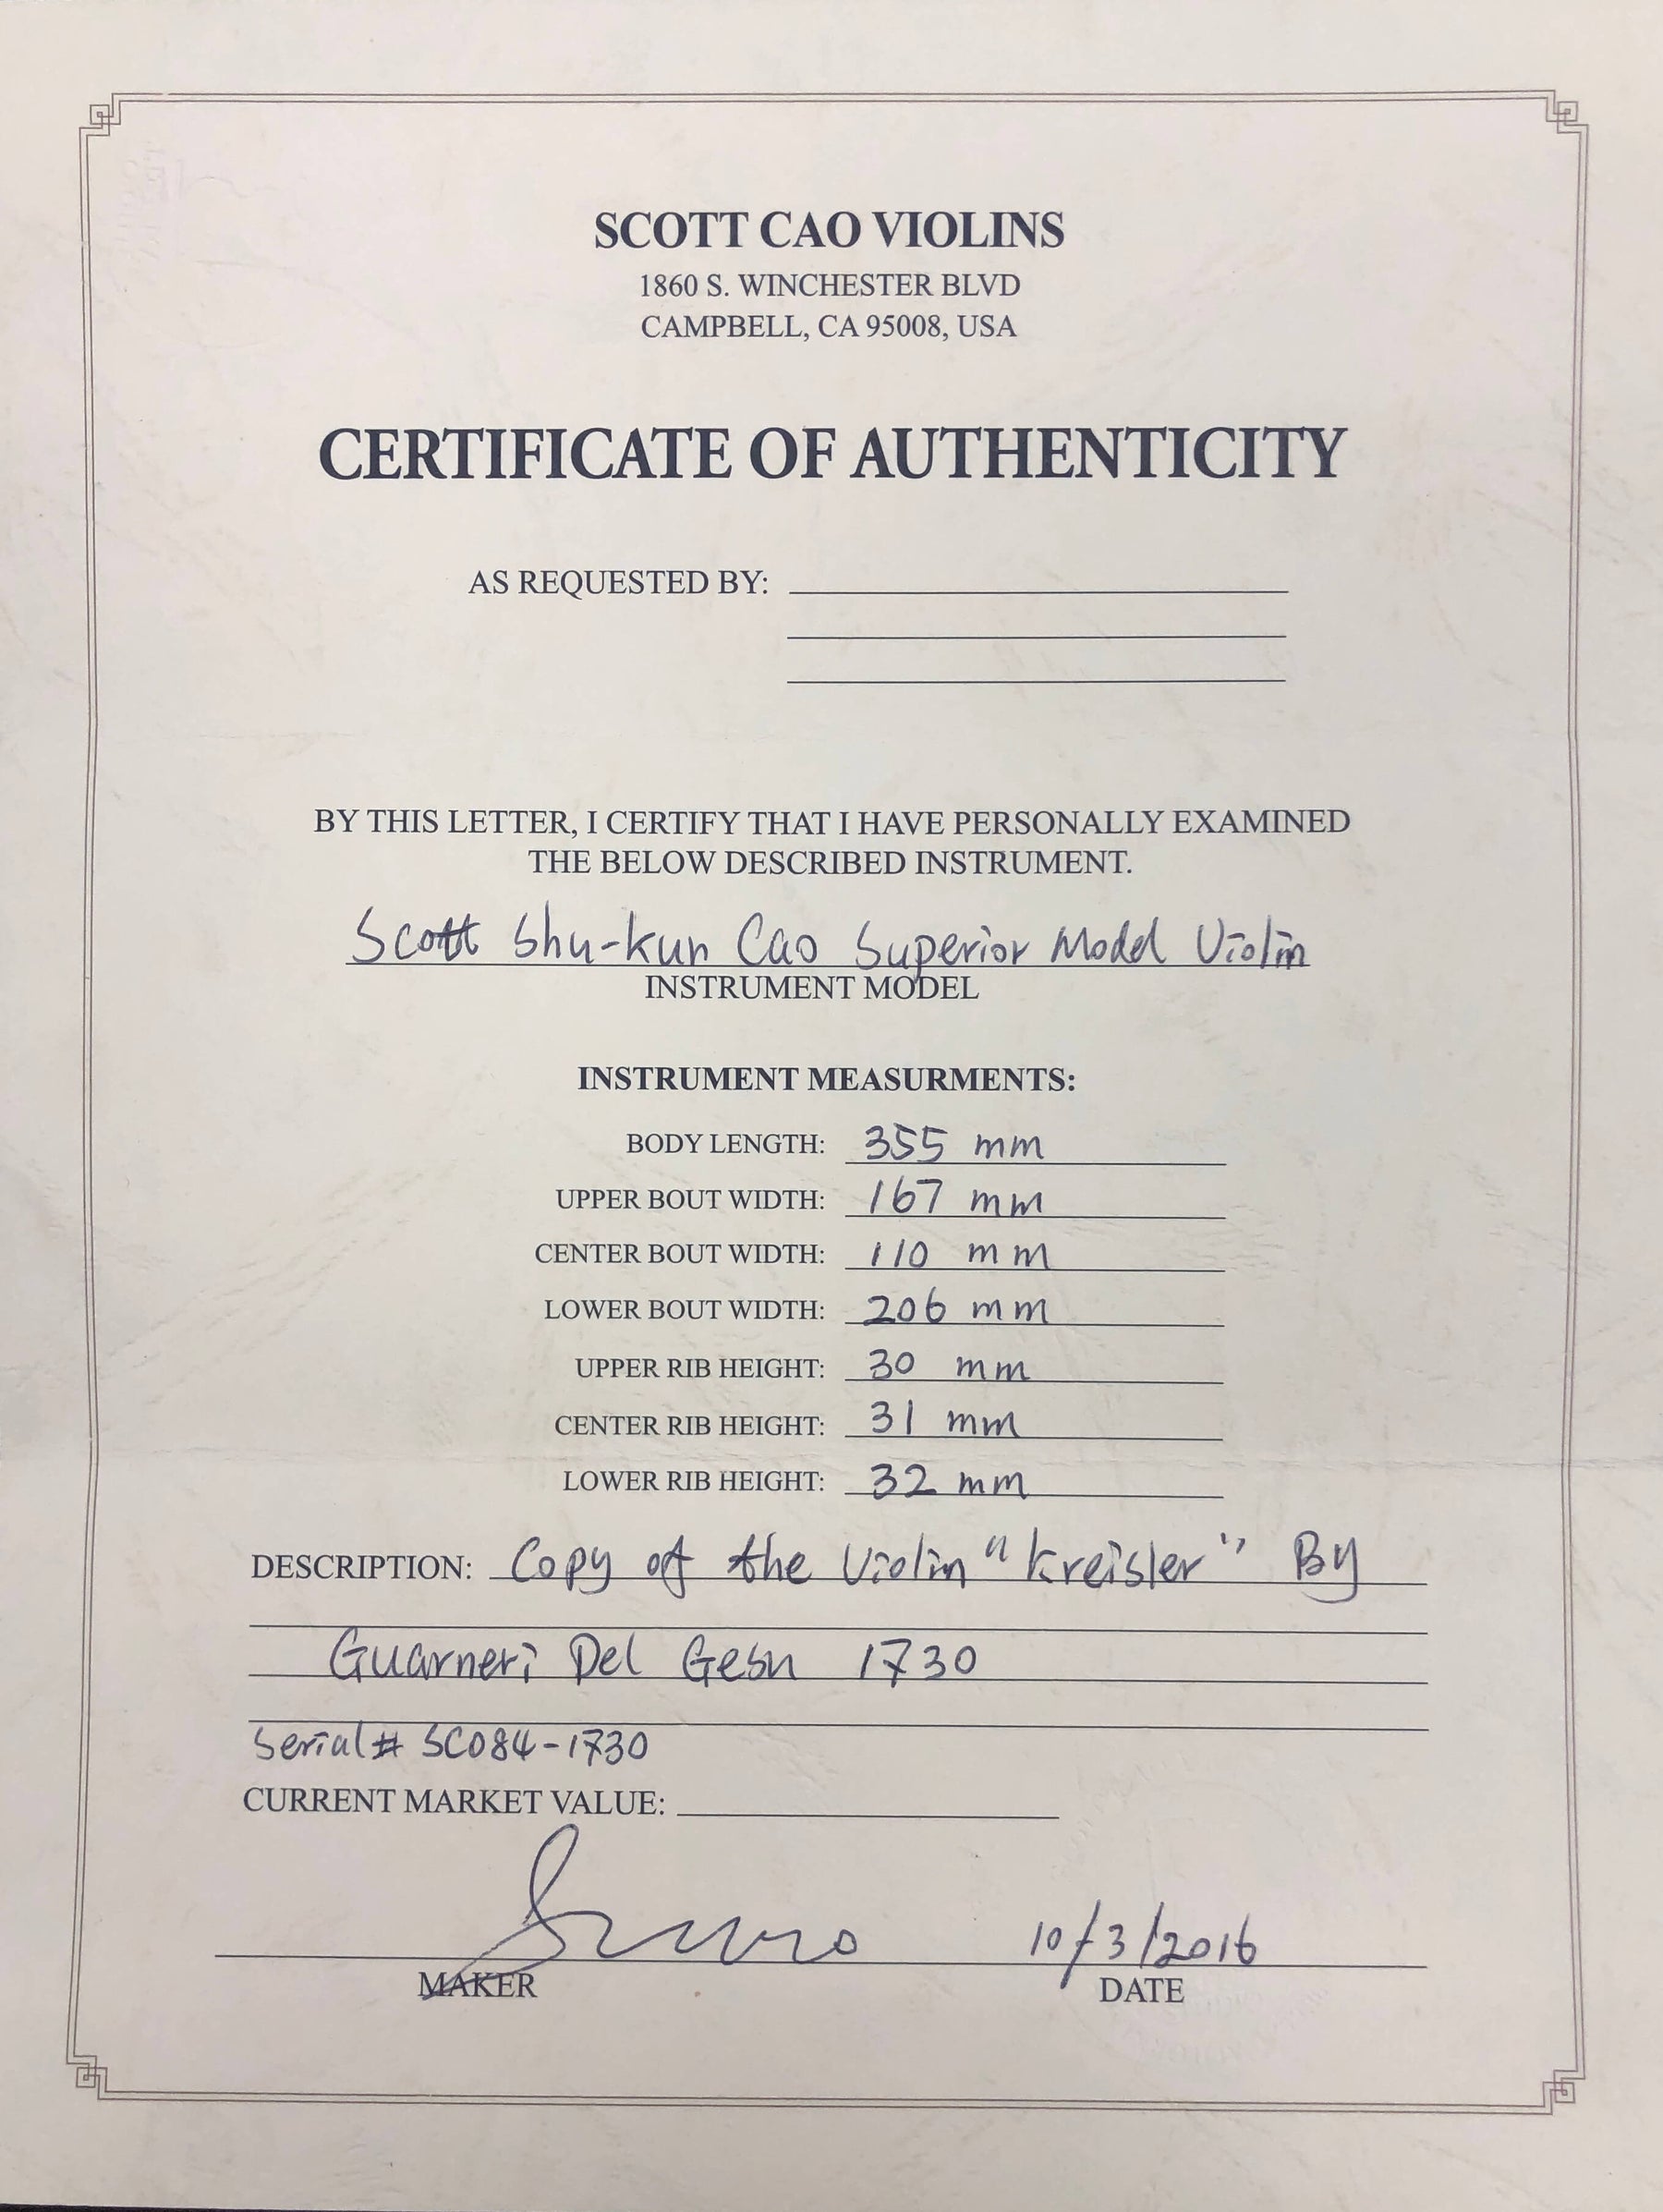 SCOTT CAO VIOLINS
1860 S. WINCHESTER BLVD
CAMPBELL, CA 95008, USA
CERTIFICATE OF AUTHENTICITY
AS REQUESTED BY:
BY THIS LETTER, I CERTIFY THAT I HAVE PERSONALLY EXAMINED
THE BELOW DESCRIBED INSTRUMENT.
Scott Shu-kun Cao Superior Model Violin
INSTRUMENT MODEL
INSTRUMENT MEASURMENTS:
BODY LENGTH: 355 mm
UPPER BOUT WIDTH: 167 mm
CENTER BOUT WIDTH: 110 mm
LOWER BOUT WIDTH: 206 mm
UPPER RIB HEIGHT: 30 mm
CENTER RIB HEIGHT: 31 mm
LOWER RIB HEIGHT: 32 mm
DESCRIPTION: Copy of the Violin "Kreisler" By
Guarneri Del Gesu 1730
Serial# SC084-1730
CURRENT MARKET VALUE:
10/3/2016
MAKER DATE